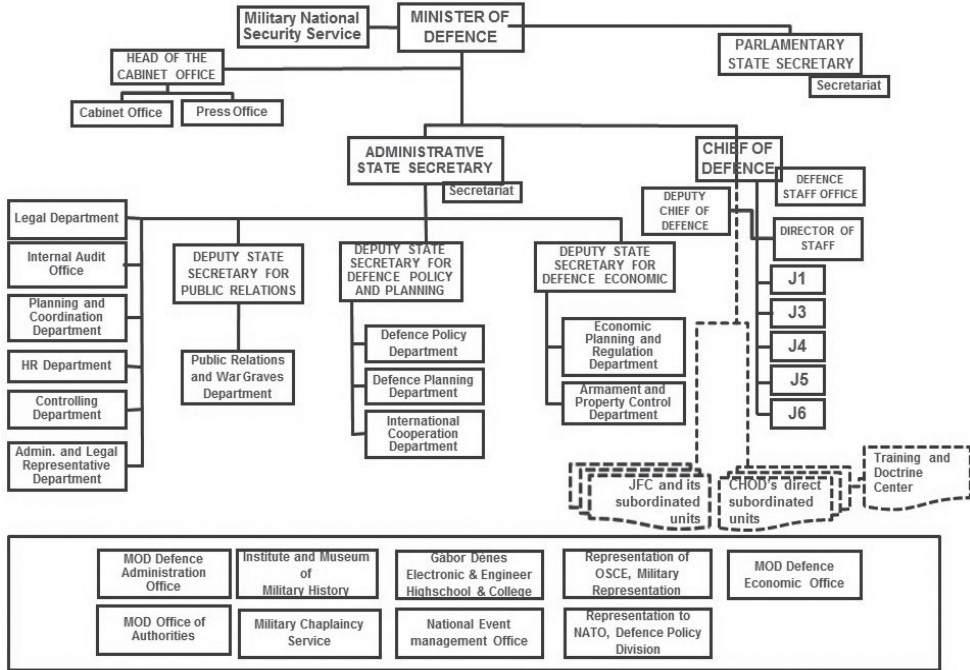 Military National
Security Service
MINISTER OF
DEFENCE
PARLAMENTARY
STATE SECRETARY
Secretariat
HEAD OF THE
CABINET OFFICE
Cabinet Office
Press Office
ADMINISTRATIVE
STATE SECRETARY
Secretariat
CHIEF OF
DEFENCE
DEFENCE
STAFF OFFICE
DEPUTY
CHIEF OF
DEFENCE
DIRECTOR OF
STAFF
J1
J3
J4
J5
J6
Legal Department
Internal Audit
Office
Planning and
Coordination
Department
HR Department
Controlling
Department
Admin. and Legal
Representative
Department
DEPUTY STATE
SECRETARY FOR
PUBLIC RELATIONS
Public Relations
and War Graves
Department
DEPUTY STATE
SECRETARY FOR
DEFENCE POLICY
AND PLANNING
Defence Policy
Department
Defence Planning
Department
International
Cooperation
Department
DEPUTY STATE
SECRETARY FOR
DEFENCE ECONOMIC
Economic
Planning and
Regulation
Department
Armament and
Property Control
Department
JFC and its
subordinated
units
CHOD's direct
subordinated
units
Training and
Doctrine
Center
MOD Defence
Administration
Office
Institute and Museum
of
Military History
Gábor Dénes
Electronic & Engineer
Highschool & College
Representation of
OSCE, Military
Representation
MOD Defence
Economic Office
MOD Office of
Authorities
Military Chaplaincy
Service
National Event
management Office
Representation to
NATO, Defence Policy
Division